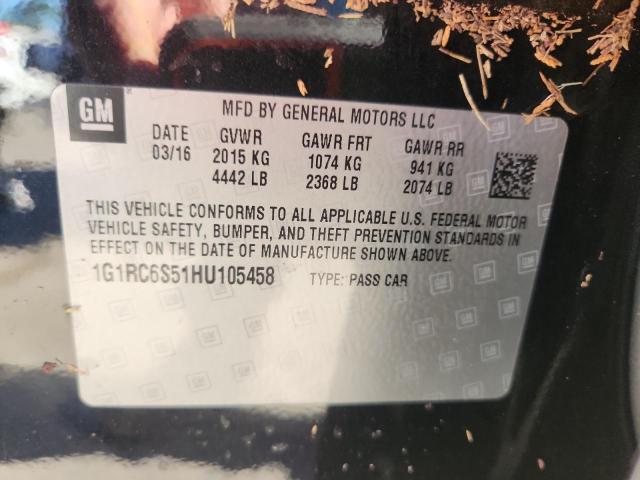 GM
MFD BY GENERAL MOTORS LLC
DATE GVWR GAWR FRT GAWR RR
03/16 2015 KG 1074 KG 941 KG
4442 LB 2368 LB 2074 LB
THIS VEHICLE CONFORMS TO ALL APPLICABLE U.S. FEDERAL MOTOR
VEHICLE SAFETY, BUMPER, AND THEFT PREVENTION STANDARDS IN
EFFECT ON THE DATE OF MANUFACTURE SHOWN ABOVE.
1G1RC6S51HU105458 TYPE: PASS CAR